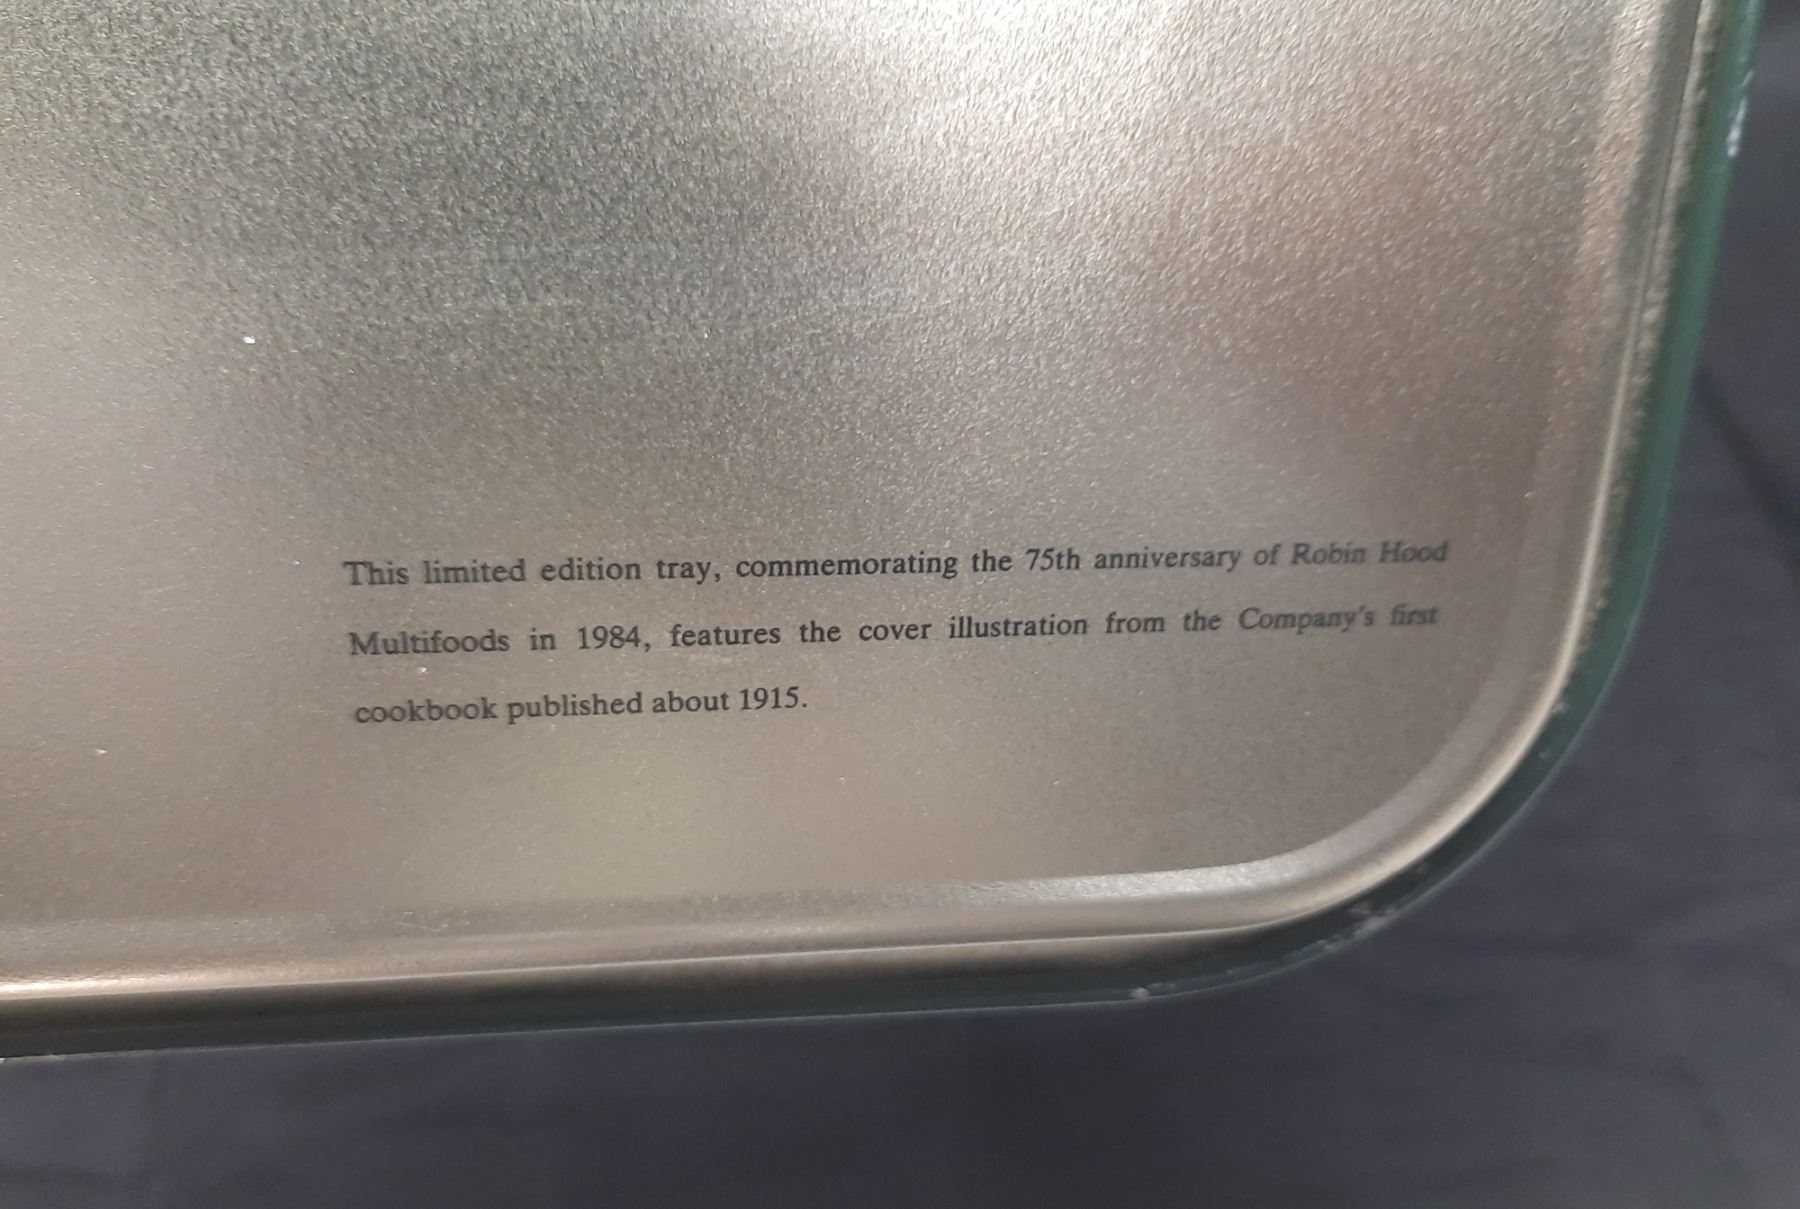 This limited edition tray, commemorating the 75th anniversary of Robin Hood
Multifoods in 1984, features the cover illustration from the Company's first
cookbook published about 1915.